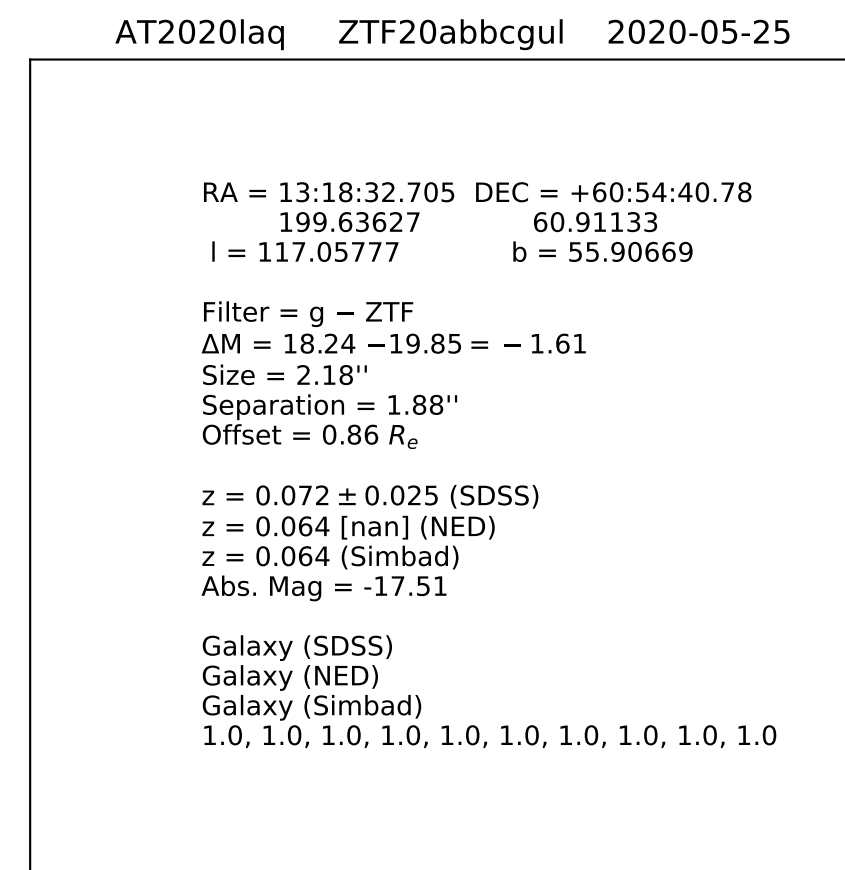 AT2020laq ZTF20abbcgul 2020-05-25
RA = 13:18:32.705 DEC = +60:54:40.78
199.63627 60.91133
l = 117.05777 b = 55.90669
Filter = g − ZTF
ΔM = 18.24 −19.85 = − 1.61
Size = 2.18''
Separation = 1.88''
Offset = 0.86 Re
z = 0.072 ± 0.025 (SDSS)
z = 0.064 [nan] (NED)
z = 0.064 (Simbad)
Abs. Mag = -17.51
Galaxy (SDSS)
Galaxy (NED)
Galaxy (Simbad)
1.0, 1.0, 1.0, 1.0, 1.0, 1.0, 1.0, 1.0, 1.0, 1.0